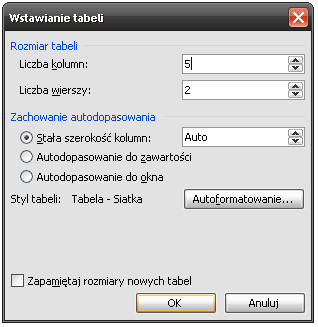 Wstawianie tabeli
Rozmiar tabeli
Liczba kolumn: 5
Liczba wierszy: 2
Zachowanie autodopasowania
Stała szerokość kolumn: Auto
Autodopasowanie do zawartości
Autodopasowanie do okna
Styl tabeli: Tabela - Siatka Autoformatowanie...
Zapamiętaj rozmiary nowych tabel
OK Anuluj